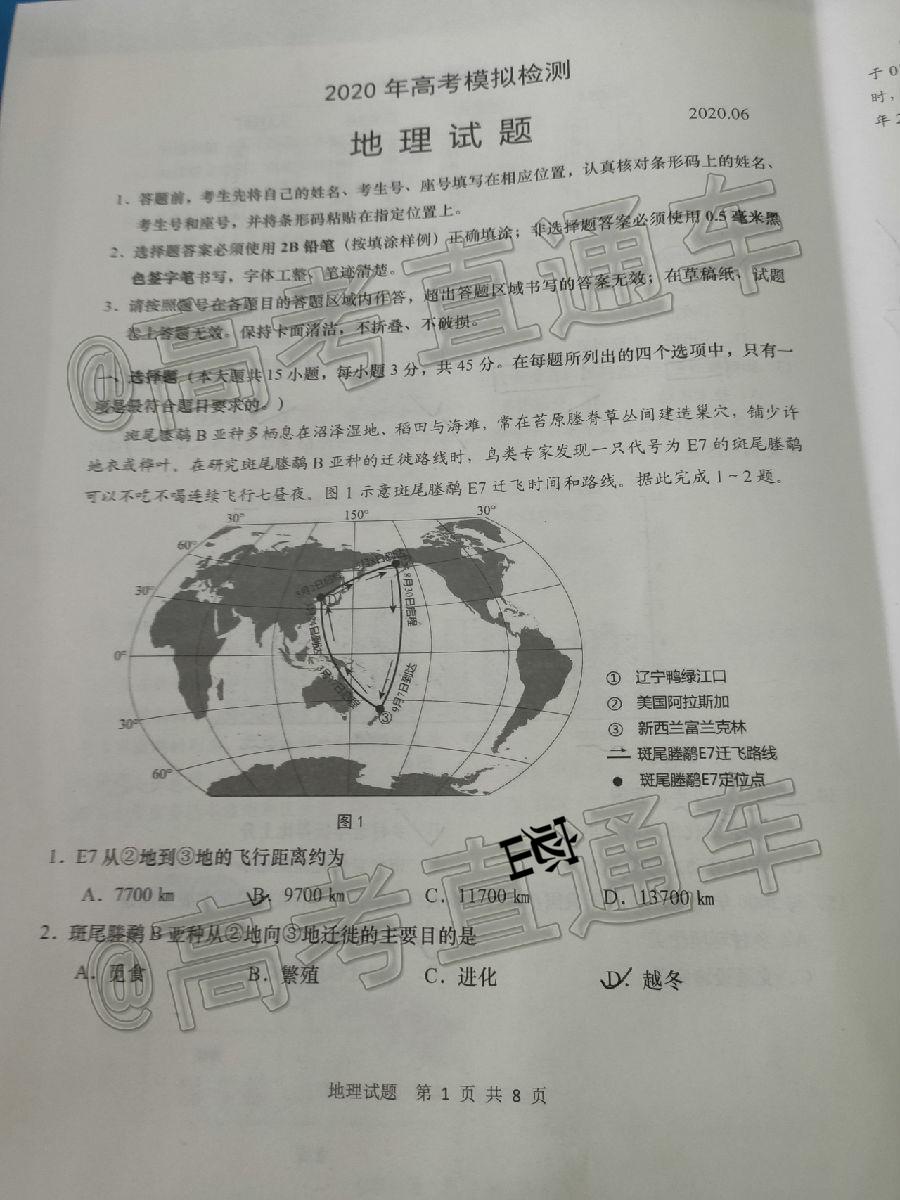 于 0
时，
年 2
2020 年高考模拟检测
地 理 试 题
2020.06
1、答题前，考生先将自己的姓名、考生号、座号填写在相应位置，认真核对条形码上的姓名、
考生号和座号，并将条形码粘贴在指定位置上。
2、选择题答案必须使用 2B 铅笔（按填涂样例）正确填涂；非选择题答案必须使用 0.5 毫米黑
色签字笔书写，字体工整、笔迹清楚。
3、请按照题号在各题目的答题区域内作答，超出答题区域书写的答案无效；在草稿纸、试题
卷上答题无效。保持卡面清洁，不折叠、不破损。
一、选择题（本大题共 15 小题，每小题 3 分，共 45 分。在每题所列出的四个选项中，只有一
项是最符合题目要求的。）
斑尾塍鹬 B 亚种多栖息在沼泽湿地、稻田与海滩，常在苔原塍脊草丛间建造巢穴，铺少许
地衣或桦叶。在研究斑尾塍鹬 B 亚种的迁徙路线时，鸟类专家发现一只代号为 E7 的斑尾塍鹬
可以不吃不喝连续飞行七昼夜。图 1 示意斑尾塍鹬 E7 迁飞时间和路线。据此完成 1～2 题。
30° 150° 30°
60°
30°
0°
30°
60°
8月30日启程
9月7日到达
③
① 辽宁鸭绿江口
② 美国阿拉斯加
③ 新西兰富兰克林
斑尾塍鹬E7迁飞路线
斑尾塍鹬E7定位点
图 1
密
1．E7 从②地到③地的飞行距离约为
A．7700 km B．9700 km C．11700 km D．13700 km
2．斑尾塍鹬 B 亚种从②地向③地迁徙的主要目的是
A．觅食 B．繁殖 C．进化 D．越冬
地理试题 第 1 页 共 8 页
@高考直通车
@高考直通车